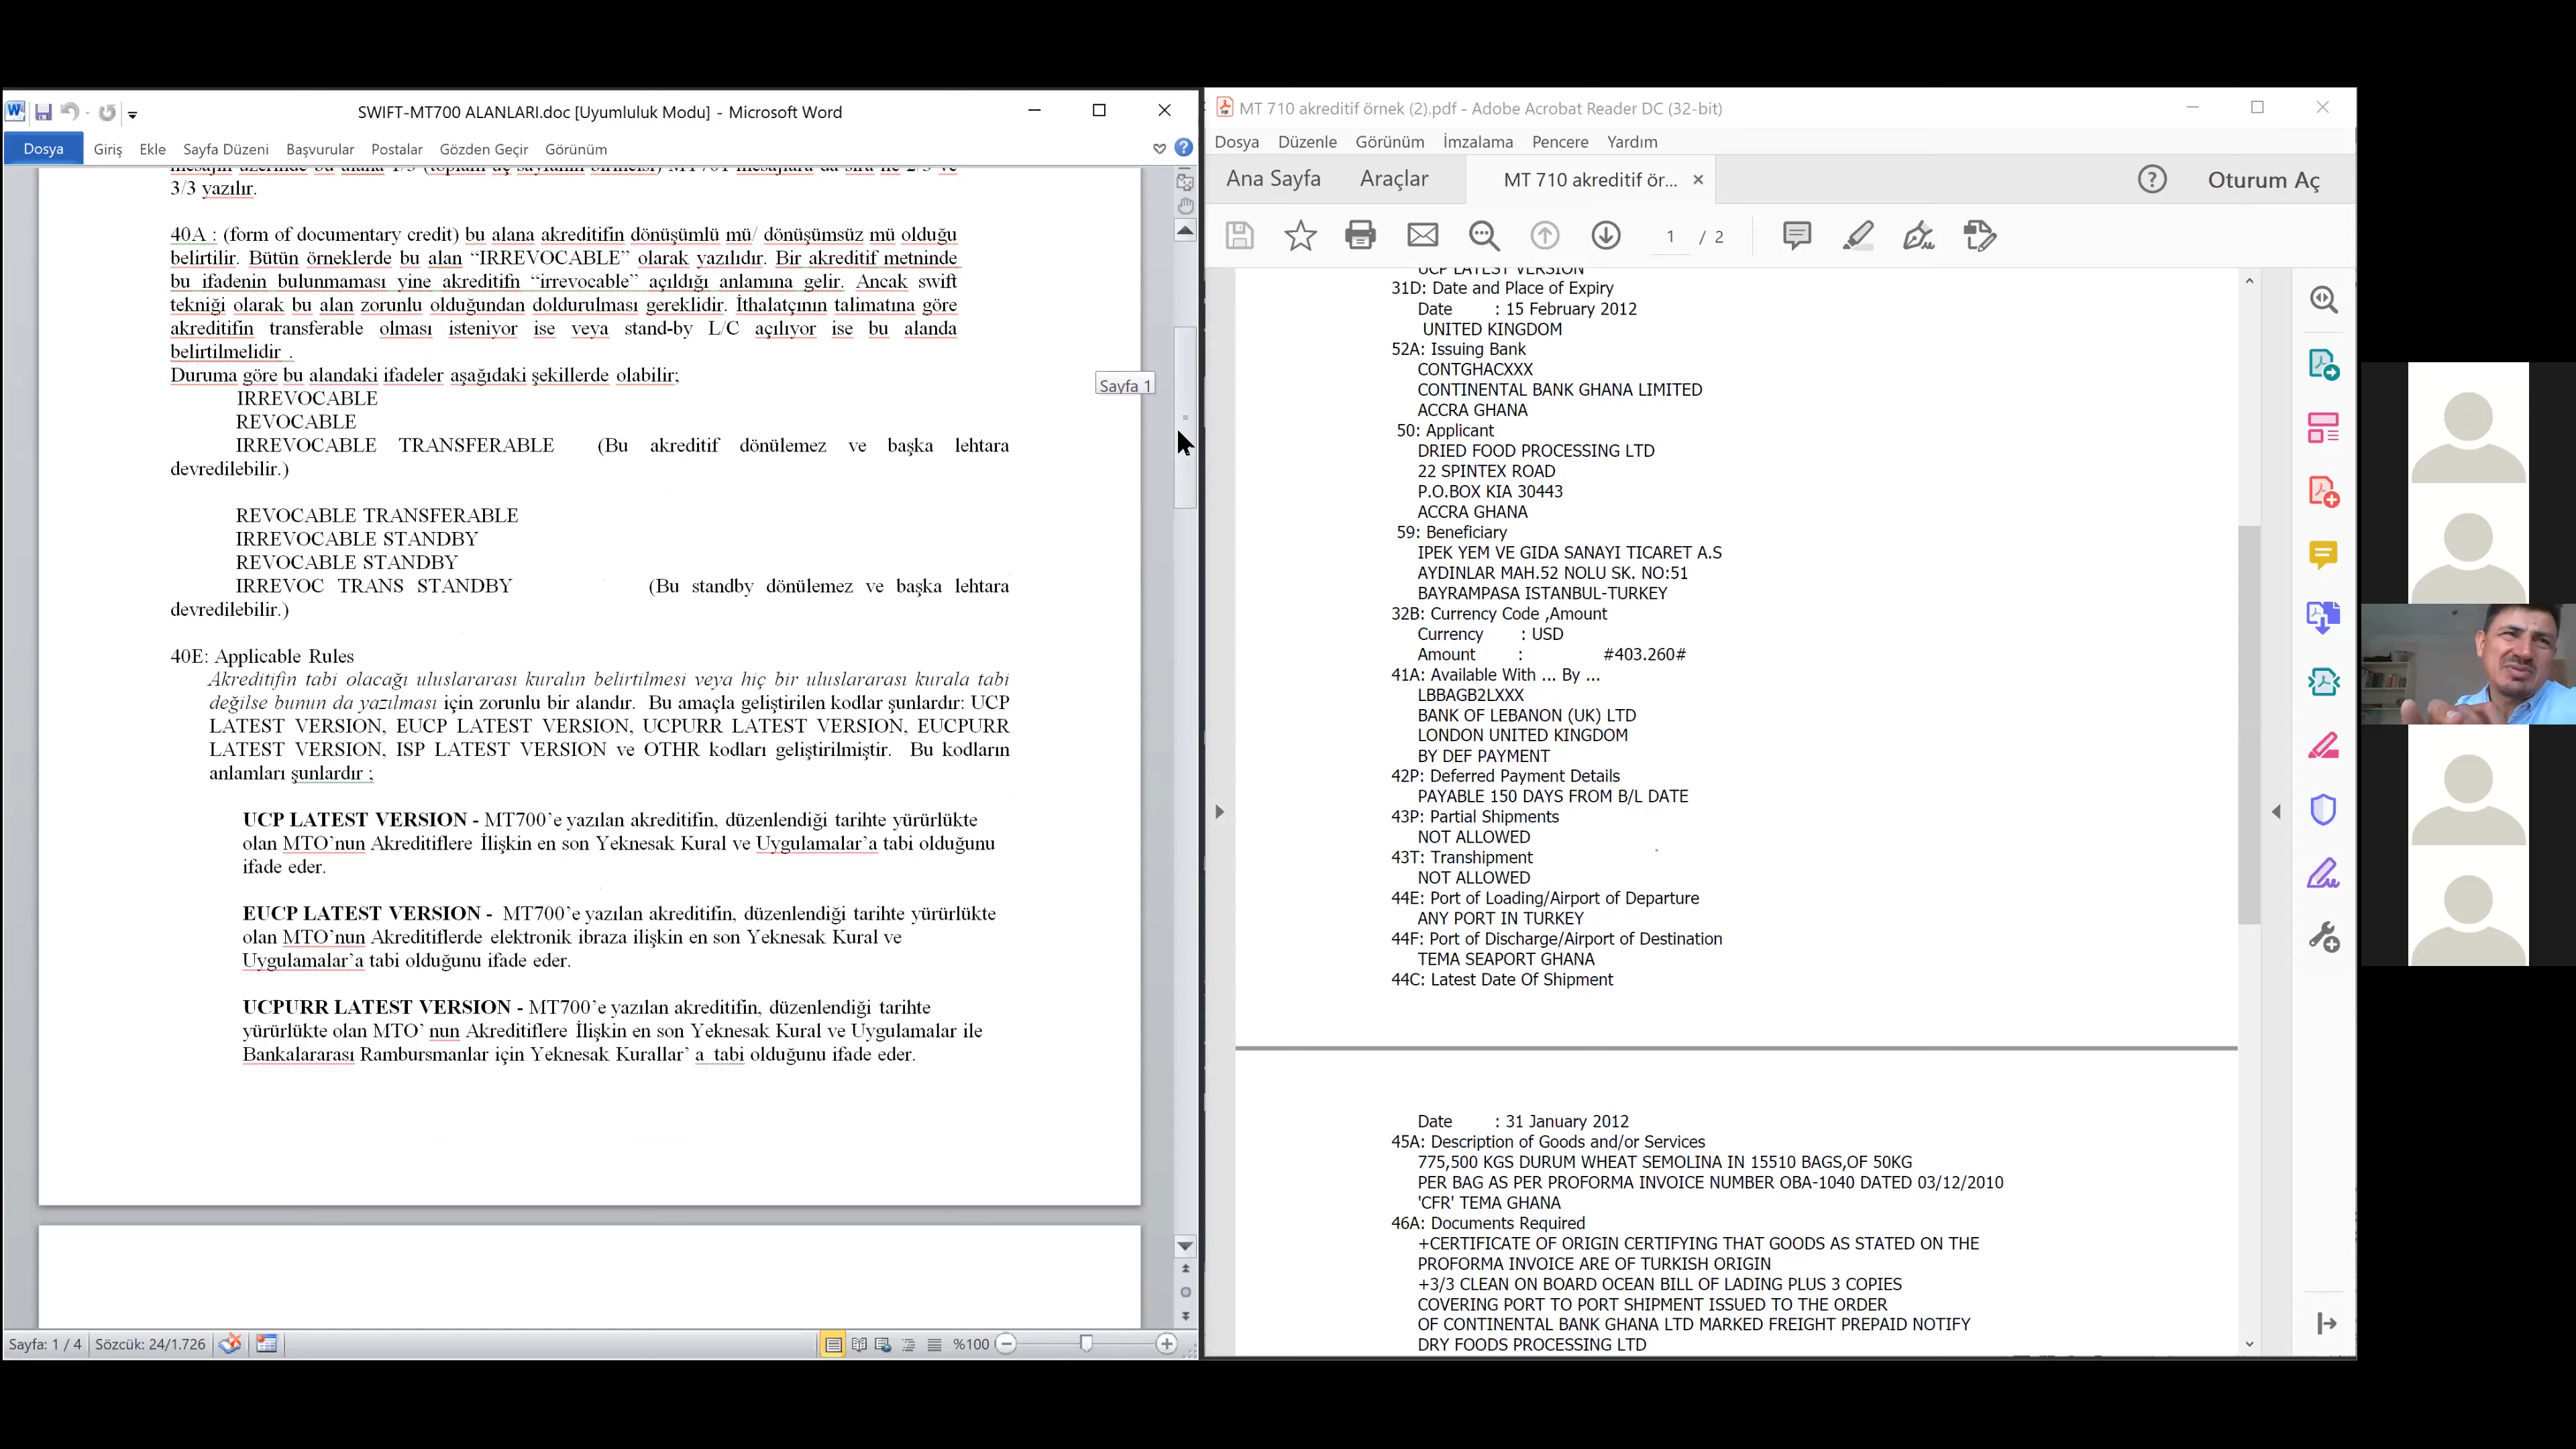 SWIFT-MT700 ALANLARI.doc [Uyumluluk Modu] - Microsoft Word
Dosya Giriş Ekle Sayfa Düzeni Başvurular Postalar Gözden Geçir Görünüm
mesajın üzerinde bu alana 1/3 (toplam üç sayfanın birincisi) MT701 mesajlara da sıra ile 2/3 ve
3/3 yazılır.
40A : (form of documentary credit) bu alana akreditifin dönüşümlü mü/ dönüşümsüz mü olduğu
belirtilir. Bütün örneklerde bu alan “IRREVOCABLE” olarak yazılıdır. Bir akreditif metninde
bu ifadenin bulunmaması yine akreditifn “irrevocable” açıldığı anlamına gelir. Ancak swift
tekniği olarak bu alan zorunlu olduğundan doldurulması gereklidir. İthalatçının talimatına göre
akreditifin transferable olması isteniyor ise veya stand-by L/C açılıyor ise bu alanda
belirtilmelidir .
Duruma göre bu alandaki ifadeler aşağıdaki şekillerde olabilir;
IRREVOCABLE
REVOCABLE
IRREVOCABLE TRANSFERABLE (Bu akreditif dönülemez ve başka lehtara
devredilebilir.)
REVOCABLE TRANSFERABLE
IRREVOCABLE STANDBY
REVOCABLE STANDBY
IRREVOC TRANS STANDBY (Bu standby dönülemez ve başka lehtara
devredilebilir.)
40E: Applicable Rules
Akreditifin tabi olacağı uluslararası kuralın belirtilmesi veya hiç bir uluslararası kurala tabi
değilse bunun da yazılması için zorunlu bir alandır. Bu amaçla geliştirilen kodlar şunlardır: UCP
LATEST VERSION, EUCP LATEST VERSION, UCPURR LATEST VERSION, EUCPURR
LATEST VERSION, ISP LATEST VERSION ve OTHR kodları geliştirilmiştir. Bu kodların
anlamları şunlardır ;
UCP LATEST VERSION - MT700’e yazılan akreditifin, düzenlendiği tarihte yürürlükte
olan MTO’nun Akreditiflere İlişkin en son Yeknesak Kural ve Uygulamalar’a tabi olduğunu
ifade eder.
EUCP LATEST VERSION - MT700’e yazılan akreditifin, düzenlendiği tarihte yürürlükte
olan MTO’nun Akreditiflerde elektronik ibraza ilişkin en son Yeknesak Kural ve
Uygulamalar’a tabi olduğunu ifade eder.
UCPURR LATEST VERSION - MT700’e yazılan akreditifin, düzenlendiği tarihte
yürürlükte olan MTO’ nun Akreditiflere İlişkin en son Yeknesak Kural ve Uygulamalar ile
Bankalararası Rambursmanlar için Yeknesak Kurallar’ a tabi olduğunu ifade eder.
Sayfa 1
Sayfa: 1 / 4 Sözcük: 24/1.726 %100
MT 710 akreditif örnek (2).pdf - Adobe Acrobat Reader DC (32-bit)
Dosya Düzenle Görünüm İmzalama Pencere Yardım
Ana Sayfa Araçlar MT 710 akreditif ör... × Oturum Aç
1 / 2
UCP LATEST VERSION
31D: Date and Place of Expiry
Date : 15 February 2012
UNITED KINGDOM
52A: Issuing Bank
CONTGHACXXX
CONTINENTAL BANK GHANA LIMITED
ACCRA GHANA
50: Applicant
DRIED FOOD PROCESSING LTD
22 SPINTEX ROAD
P.O.BOX KIA 30443
ACCRA GHANA
59: Beneficiary
IPEK YEM VE GIDA SANAYI TICARET A.S
AYDINLAR MAH.52 NOLU SK. NO:51
BAYRAMPASA ISTANBUL-TURKEY
32B: Currency Code ,Amount
Currency : USD
Amount : #403.260#
41A: Available With ... By ...
LBBAGB2LXXX
BANK OF LEBANON (UK) LTD
LONDON UNITED KINGDOM
BY DEF PAYMENT
42P: Deferred Payment Details
PAYABLE 150 DAYS FROM B/L DATE
43P: Partial Shipments
NOT ALLOWED
43T: Transhipment
NOT ALLOWED
44E: Port of Loading/Airport of Departure
ANY PORT IN TURKEY
44F: Port of Discharge/Airport of Destination
TEMA SEAPORT GHANA
44C: Latest Date Of Shipment
Date : 31 January 2012
45A: Description of Goods and/or Services
775,500 KGS DURUM WHEAT SEMOLINA IN 15510 BAGS,OF 50KG
PER BAG AS PER PROFORMA INVOICE NUMBER OBA-1040 DATED 03/12/2010
'CFR' TEMA GHANA
46A: Documents Required
+CERTIFICATE OF ORIGIN CERTIFYING THAT GOODS AS STATED ON THE
PROFORMA INVOICE ARE OF TURKISH ORIGIN
+3/3 CLEAN ON BOARD OCEAN BILL OF LADING PLUS 3 COPIES
COVERING PORT TO PORT SHIPMENT ISSUED TO THE ORDER
OF CONTINENTAL BANK GHANA LTD MARKED FREIGHT PREPAID NOTIFY
DRY FOODS PROCESSING LTD